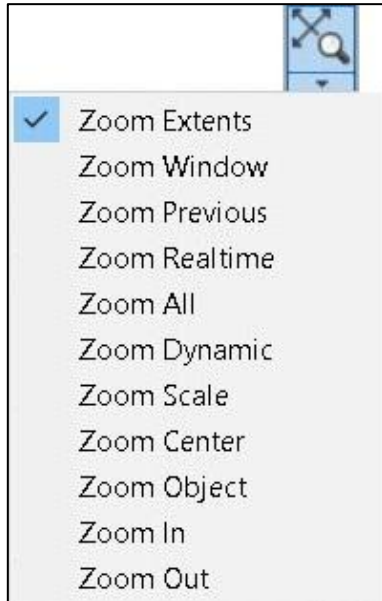 Zoom Extents
Zoom Window
Zoom Previous
Zoom Realtime
Zoom All
Zoom Dynamic
Zoom Scale
Zoom Center
Zoom Object
Zoom In
Zoom Out